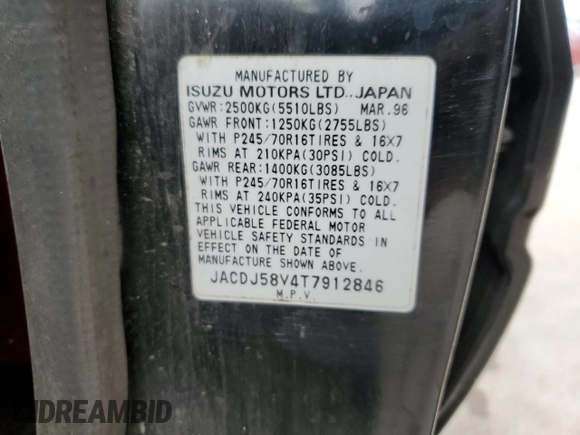 MANUFACTURED BY
ISUZU MOTORS LTD.,JAPAN
GVWR:2500KG(5510LBS) MAR.96
GAWR FRONT:1250KG(2755LBS)
WITH P245/70R16TIRES & 16X7
RIMS AT 210KPA(30PSI) COLD.
GAWR REAR:1400KG(3085LBS)
WITH P245/70R16TIRES & 16X7
RIMS AT 240KPA(35PSI) COLD.
THIS VEHICLE CONFORMS TO ALL
APPLICABLE FEDERAL MOTOR
VEHICLE SAFETY STANDARDS IN
EFFECT ON THE DATE OF
MANUFACTURE SHOWN ABOVE.
JACDJ58V4T7912846
M.P.V.
CIDREAMBID